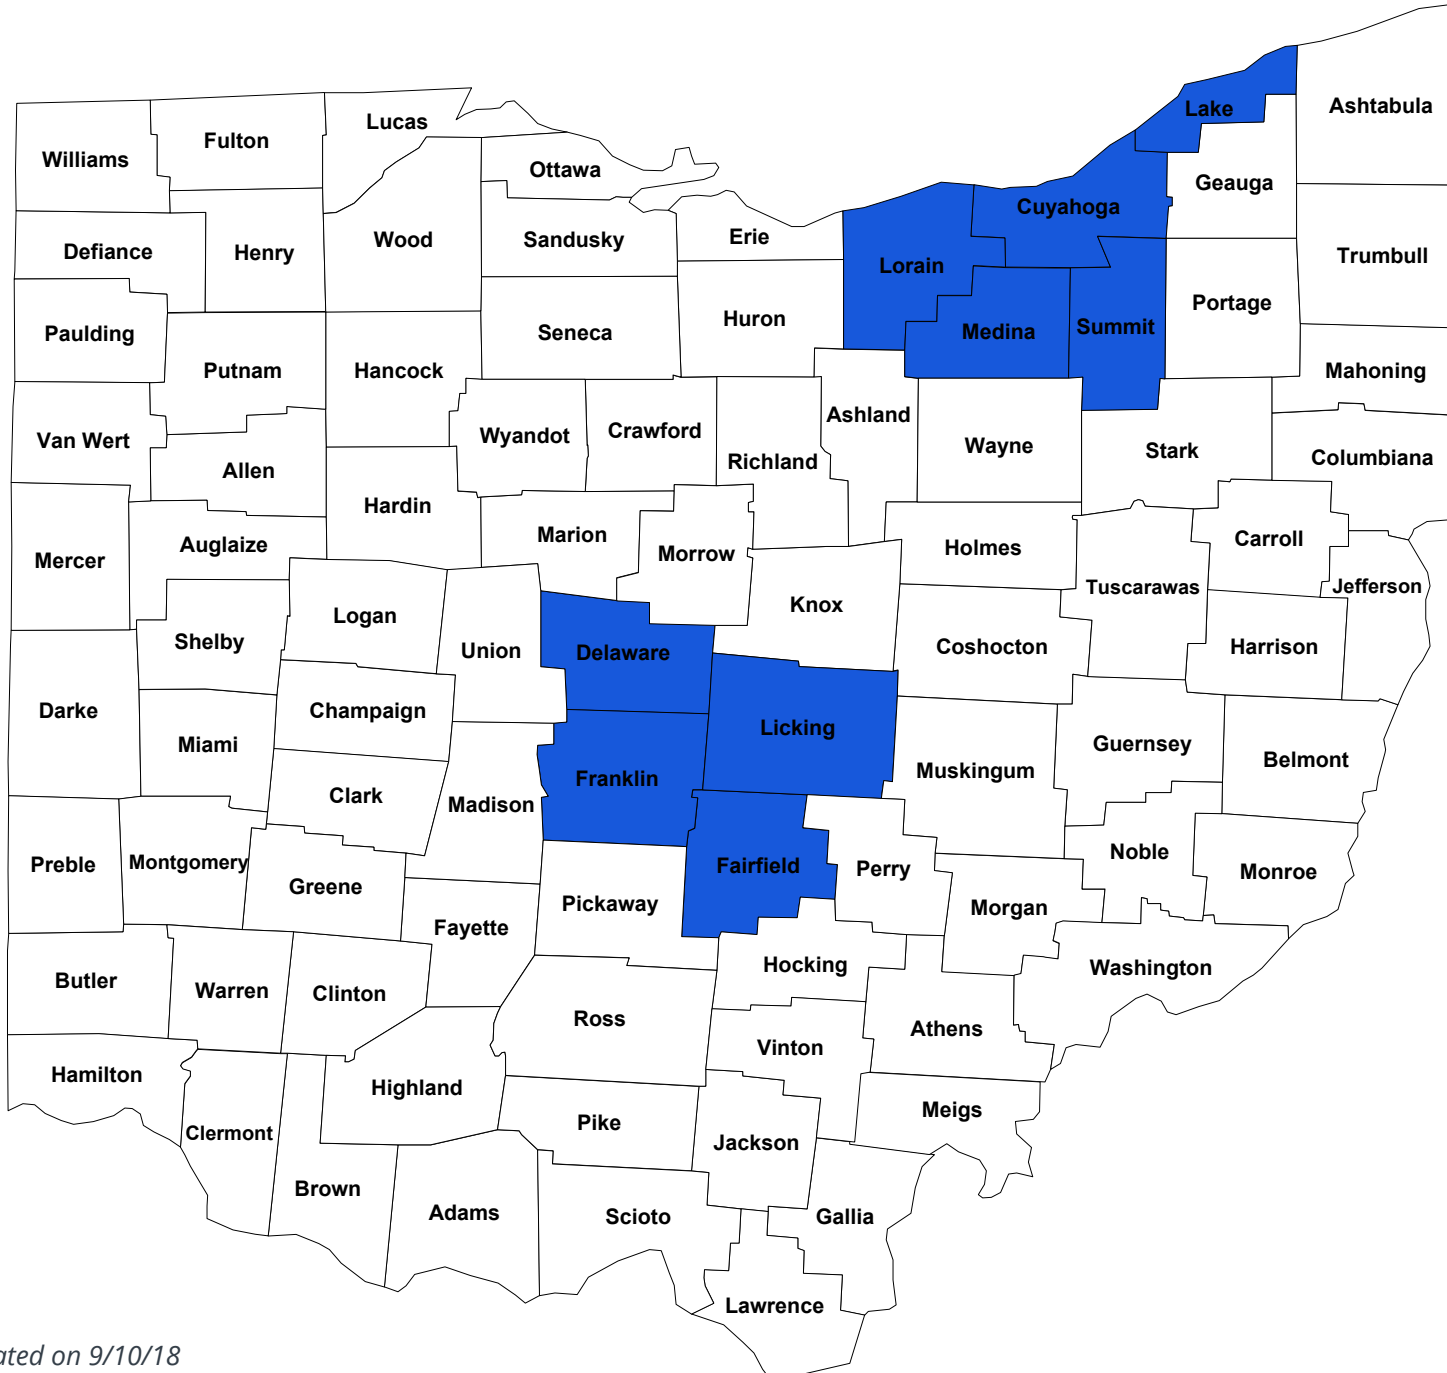 Lake
Ashtabula
Lucas
Fulton
Williams
Ottawa
Geauga
Cuyahoga
Erie
Wood
Sandusky
Defiance
Henry
Lorain
Trumbull
Portage
Huron
Summit
Medina
Seneca
Paulding
Putnam
Hancock
Mahoning
Ashland
Crawford
Wyandot
Van Wert
Wayne
Stark
Columbiana
Richland
Allen
Hardin
Marion
Carroll
Auglaize
Holmes
Morrow
Mercer
Tuscarawas
Jefferson
Knox
Logan
Shelby
Union
Delaware
Coshocton
Harrison
Darke
Champaign
Licking
Miami
Guernsey
Belmont
Muskingum
Franklin
Clark
Madison
Noble
Preble
Montgomery
Fairfield
Perry
Monroe
Greene
Pickaway
Morgan
Fayette
Hocking
Washington
Butler
Warren
Clinton
Ross
Athens
Vinton
Hamilton
Highland
Meigs
Pike
Clermont
Jackson
Brown
Adams
Scioto
Gallia
Lawrence
ated on 9/10/18